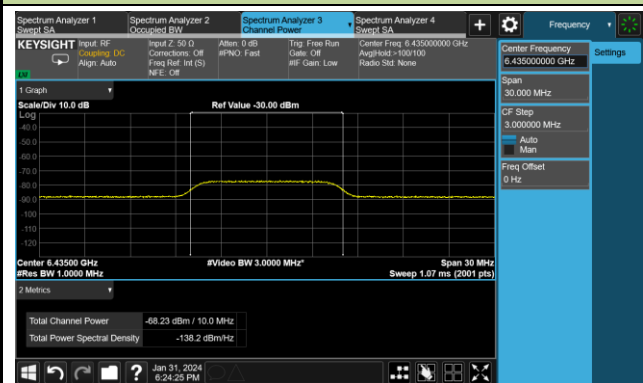 Spectrum Analyzer 1
Swept SA
Spectrum Analyzer 2
Occupied BW
Spectrum Analyzer 3
Channel Power
Spectrum Analyzer 4
Swept SA
+
Frequency
KEYSIGHT
Input: RF
Coupling: DC
Align: Auto
Input Z: 50 Ω
Corrections: Off
Freq Ref: Int (S)
NFE: Off
Atten: 0 dB
#PNO: Fast
Trig: Free Run
Gate: Off
#IF Gain: Low
Center Freq: 6.435000000 GHz
Avg|Hold:>100/100
Radio Std: None
1 Graph
Scale/Div 10.0 dB
Ref Value -30.00 dBm
Log
-40.0
-50.0
-60.0
-70.0
-80.0
-90.0
-100
-110
-120
Center 6.43500 GHz
#Video BW 3.0000 MHz*
Span 30 MHz
#Res BW 1.0000 MHz
Sweep 1.07 ms (2001 pts)
2 Metrics
Total Channel Power
-68.23 dBm / 10.0 MHz
Total Power Spectral Density
-138.2 dBm/Hz
Center Frequency
6.435000000 GHz
Settings
Span
30.000 MHz
CF Step
3.000000 MHz
Auto
Man
Freq Offset
0 Hz
?
Jan 31, 2024
6:24:25 PM